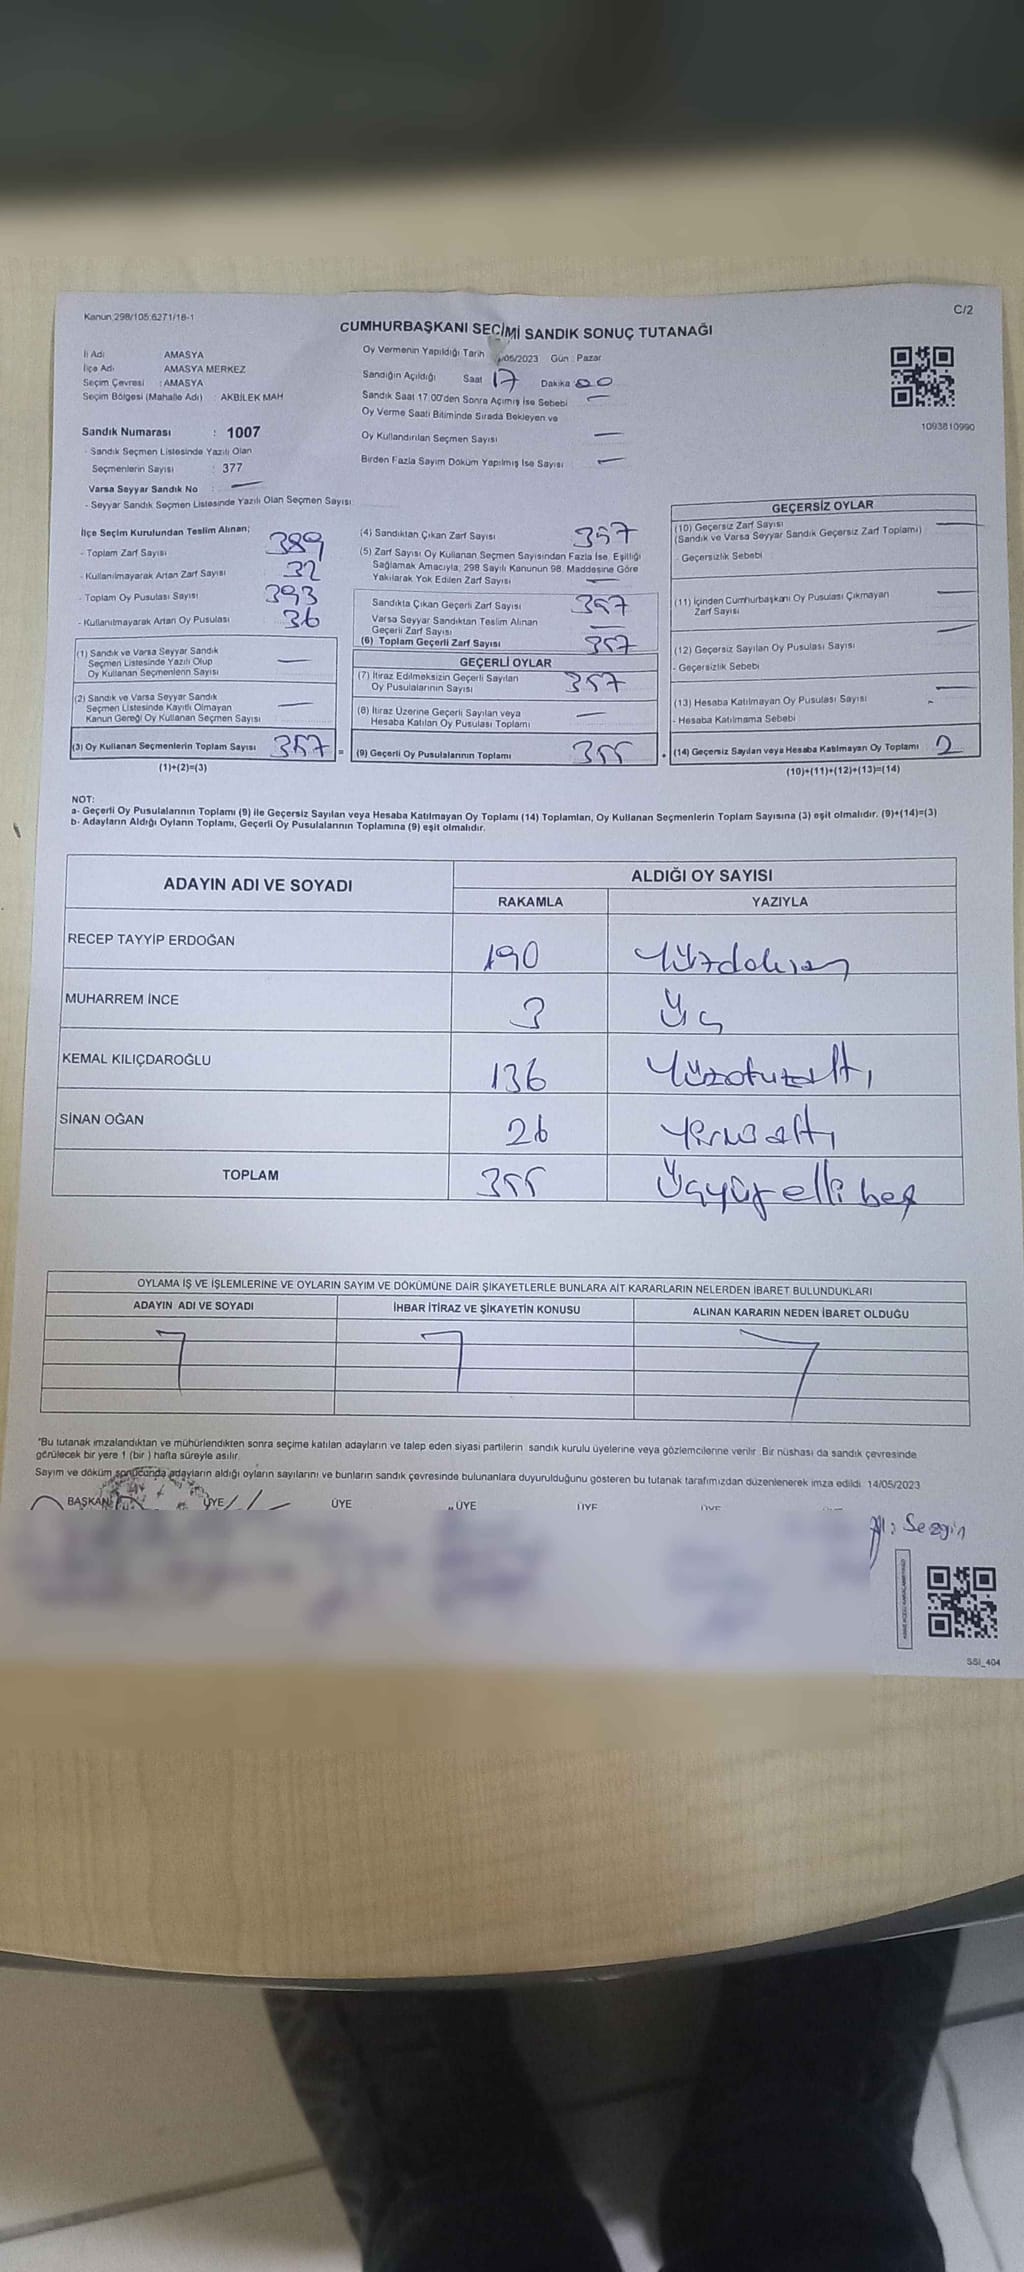 Kanun;298/105;6271/18-1
C/2
CUMHURBAŞKANI SEÇİMİ SANDIK SONUÇ TUTANAĞI
İl Adı AMASYA
İlçe Adı AMASYA MERKEZ
Seçim Çevresi : AMASYA
Seçim Bölgesi (Mahalle Adı) AKBİLEK MAH
Sandık Numarası : 1007
- Sandık Seçmen Listesinde Yazılı Olan
Seçmenlerin Sayısı : 377
Varsa Seyyar Sandık No : —
- Seyyar Sandık Seçmen Listesinde Yazılı Olan Seçmen Sayısı
Oy Vermenin Yapıldığı Tarih /05/2023 Gün : Pazar
Sandığın Açıldığı Saat 17 Dakika 00
Sandık Saat 17.00'den Sonra Açımış İse Sebebi —
Oy Verme Saati Bitiminde Sırada Bekleyen ve
Oy Kullandırılan Seçmen Sayısı —
Birden Fazla Sayım Döküm Yapılmış İse Sayısı —
1093810990
İlçe Seçim Kurulundan Teslim Alınan;
- Toplam Zarf Sayısı 389
- Kullanılmayarak Artan Zarf Sayısı 32
- Toplam Oy Pusulası Sayısı 393
- Kullanılmayarak Artan Oy Pusulası 36
(1) Sandık ve Varsa Seyyar Sandık
Seçmen Listesinde Yazılı Olup
Oy Kullanan Seçmenlerin Sayısı —
(2) Sandık ve Varsa Seyyar Sandık
Seçmen Listesinde Kayıtlı Olmayan
Kanun Gereği Oy Kullanan Seçmen Sayısı —
(3) Oy Kullanan Seçmenlerin Toplam Sayısı 357 =
(1)+(2)=(3)
(4) Sandıktan Çıkan Zarf Sayısı 357
(5) Zarf Sayısı Oy Kullanan Seçmen Sayısından Fazla İse, Eşitliği
Sağlamak Amacıyla, 298 Sayılı Kanunun 98. Maddesine Göre
Yakılarak Yok Edilen Zarf Sayısı —
Sandıkta Çıkan Geçerli Zarf Sayısı 357
Varsa Seyyar Sandıktan Teslim Alınan
Geçerli Zarf Sayısı —
(6) Toplam Geçerli Zarf Sayısı 357
GEÇERLİ OYLAR
(7) İtiraz Edilmeksizin Geçerli Sayılan
Oy Pusulalarının Sayısı 357
(8) İtiraz Üzerine Geçerli Sayılan veya
Hesaba Katılan Oy Pusulası Toplamı —
(9) Geçerli Oy Pusulalarının Toplamı 355 +
GEÇERSİZ OYLAR
(10) Geçersiz Zarf Sayısı —
(Sandık ve Varsa Seyyar Sandık Geçersiz Zarf Toplamı)
- Geçersizlik Sebebi
(11) İçinden Cumhurbaşkanı Oy Pusulası Çıkmayan —
Zarf Sayısı
(12) Geçersiz Sayılan Oy Pusulası Sayısı —
- Geçersizlik Sebebi
(13) Hesaba Katılmayan Oy Pusulası Sayısı —
- Hesaba Katılmama Sebebi
(14) Geçersiz Sayılan veya Hesaba Katılmayan Oy Toplamı 2
(10)+(11)+(12)+(13)=(14)
NOT:
a- Geçerli Oy Pusulalarının Toplamı (9) ile Geçersiz Sayılan veya Hesaba Katılmayan Oy Toplamı (14) Toplamları, Oy Kullanan Seçmenlerin Toplam Sayısına (3) eşit olmalıdır. (9)+(14)=(3)
b- Adayların Aldığı Oyların Toplamı, Geçerli Oy Pusulalarının Toplamına (9) eşit olmalıdır.
ADAYIN ADI VE SOYADI ALDIĞI OY SAYISI
RAKAMLA YAZIYLA
RECEP TAYYİP ERDOĞAN 190 Yüzdoksan
MUHARREM İNCE 3 Üç
KEMAL KILIÇDAROĞLU 136 Yüzotuzaltı
SİNAN OĞAN 26 Yirmialtı
TOPLAM 355 Üçyüzellibeş
OYLAMA İŞ VE İŞLEMLERİNE VE OYLARIN SAYIM VE DÖKÜMÜNE DAİR ŞİKAYETLERLE BUNLARA AİT KARARLARIN NELERDEN İBARET BULUNDUKLARI
ADAYIN ADI VE SOYADI İHBAR İTİRAZ VE ŞİKAYETİN KONUSU ALINAN KARARIN NEDEN İBARET OLDUĞU
*Bu tutanak imzalandıktan ve mühürlendikten sonra seçime katılan adayların ve talep eden siyasi partilerin sandık kurulu üyelerine veya gözlemcilerine verilir. Bir nüshası da sandık çevresinde
görülecek bir yere 1 (bir ) hafta süreyle asılır.
Sayım ve döküm sonucunda adayların aldığı oyların sayılarını ve bunların sandık çevresinde bulunanlara duyurulduğunu gösteren bu tutanak tarafımızdan düzenlenerek imza edildi. 14/05/2023
BAŞKAN ÜYE ÜYE ÜYE ÜYE ÜYE
Sezgin
SSI_404